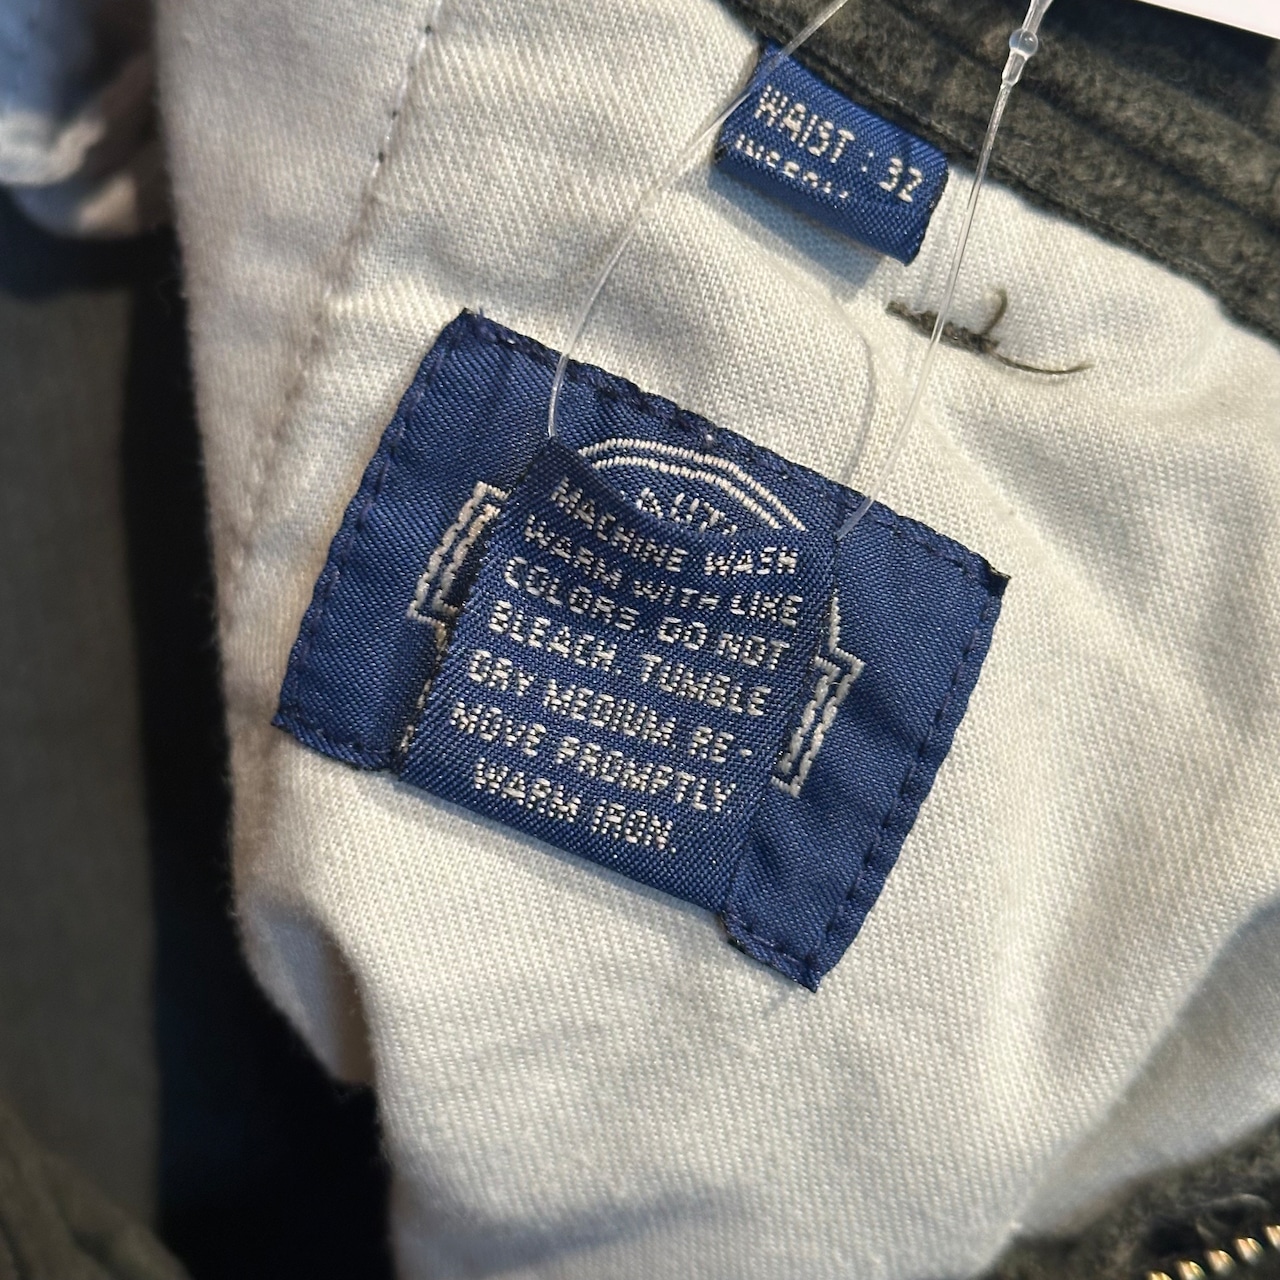 WAIST : 32
MACHINE WASH
WARM WITH LIKE
COLORS. DO NOT
BLEACH. TUMBLE
DRY MEDIUM. RE-
MOVE PROMPTLY
WARM IRON.